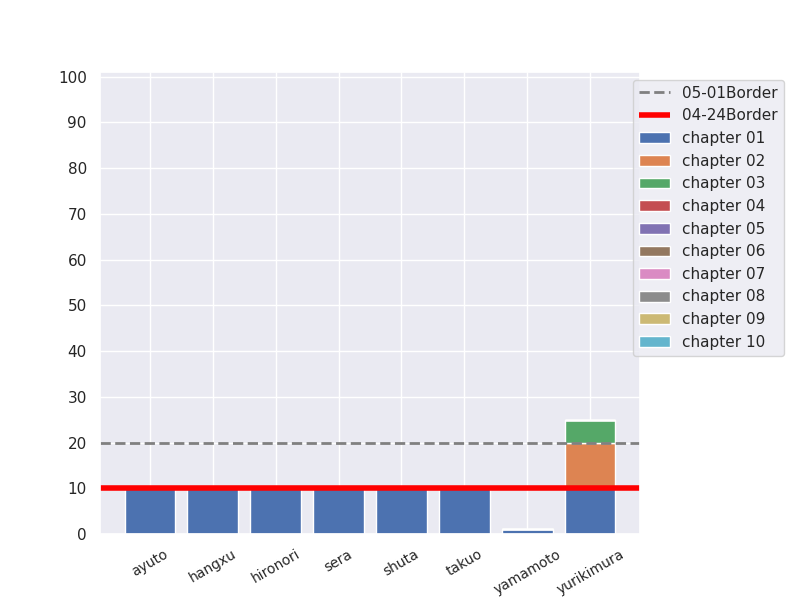 100
90
80
70
60
50
40
30
20
10
0
ayuto
hangxu
hironori
sera
shuta
takuo
yamamoto
yurikimura
05-01Border
04-24Border
chapter 01
chapter 02
chapter 03
chapter 04
chapter 05
chapter 06
chapter 07
chapter 08
chapter 09
chapter 10